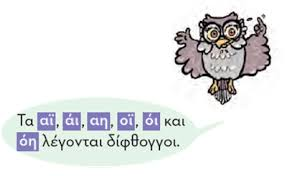 Τα αϊ, άι, αη, οϊ, όι και
όη λέγονται δίφθογγοι.